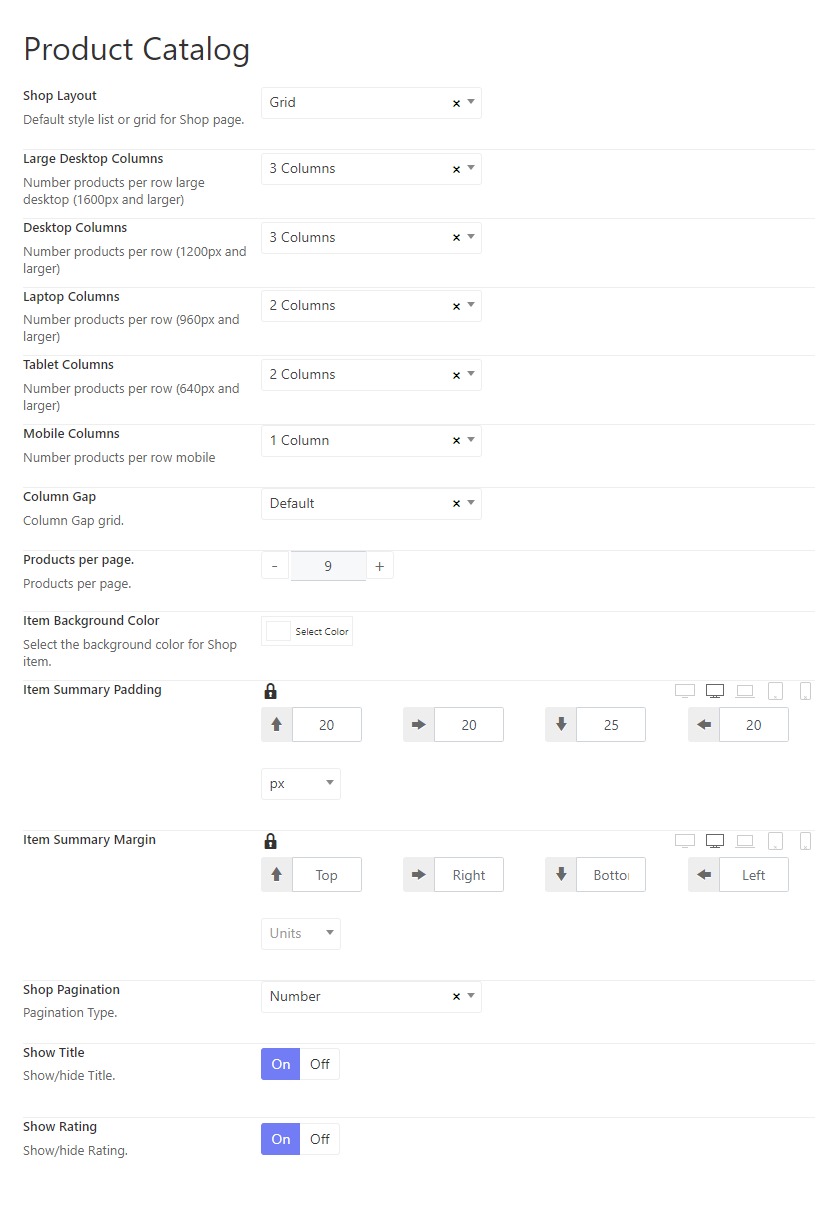 Product Catalog
Shop Layout
Default style list or grid for Shop page.
Grid
×
Large Desktop Columns
Number products per row large
desktop (1600px and larger)
3 Columns
×
Desktop Columns
Number products per row (1200px and
larger)
3 Columns
×
Laptop Columns
Number products per row (960px and
larger)
2 Columns
×
Tablet Columns
Number products per row (640px and
larger)
2 Columns
×
Mobile Columns
Number products per row mobile
1 Column
×
Column Gap
Column Gap grid.
Default
×
Products per page.
Products per page.
- 9 +
Item Background Color
Select the background color for Shop
item.
Select Color
Item Summary Padding
20 20 25 20
px
Item Summary Margin
Top Right Bottor Left
Units
Shop Pagination
Pagination Type.
Number
×
Show Title
Show/hide Title.
On Off
Show Rating
Show/hide Rating.
On Off